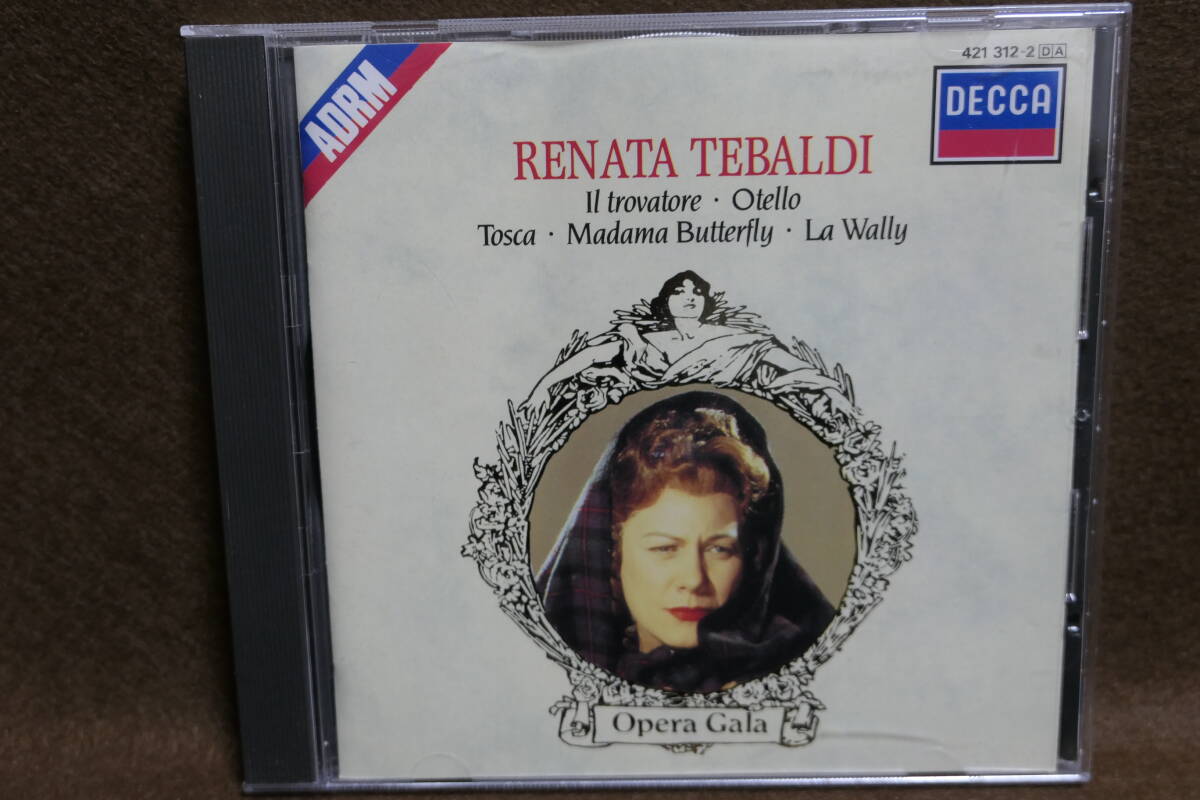 ADRM
421 312-2 DA
DECCA
RENATA TEBALDI
Il trovatore · Otello
Tosca · Madama Butterfly · La Wally
Opera Gala